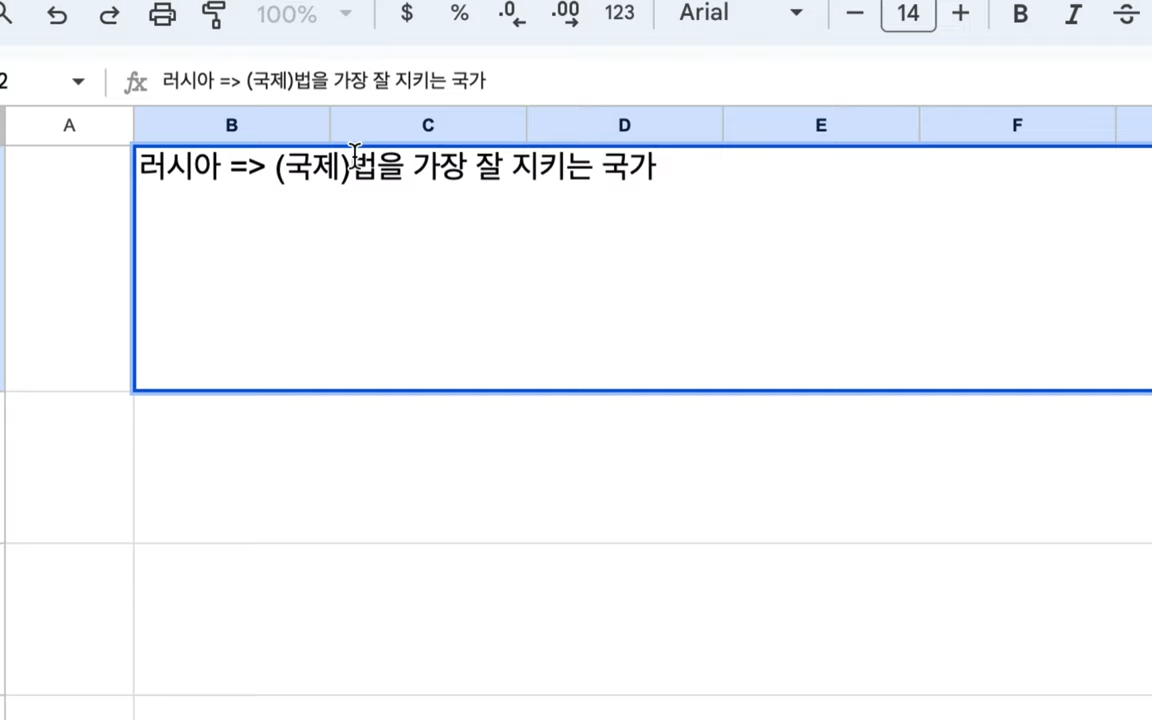 100% $ % .0 .00 123 Arial 14 B I S
2 fx 러시아 => (국제)법을 가장 잘 지키는 국가
A B C D E F
러시아 => (국제)법을 가장 잘 지키는 국가